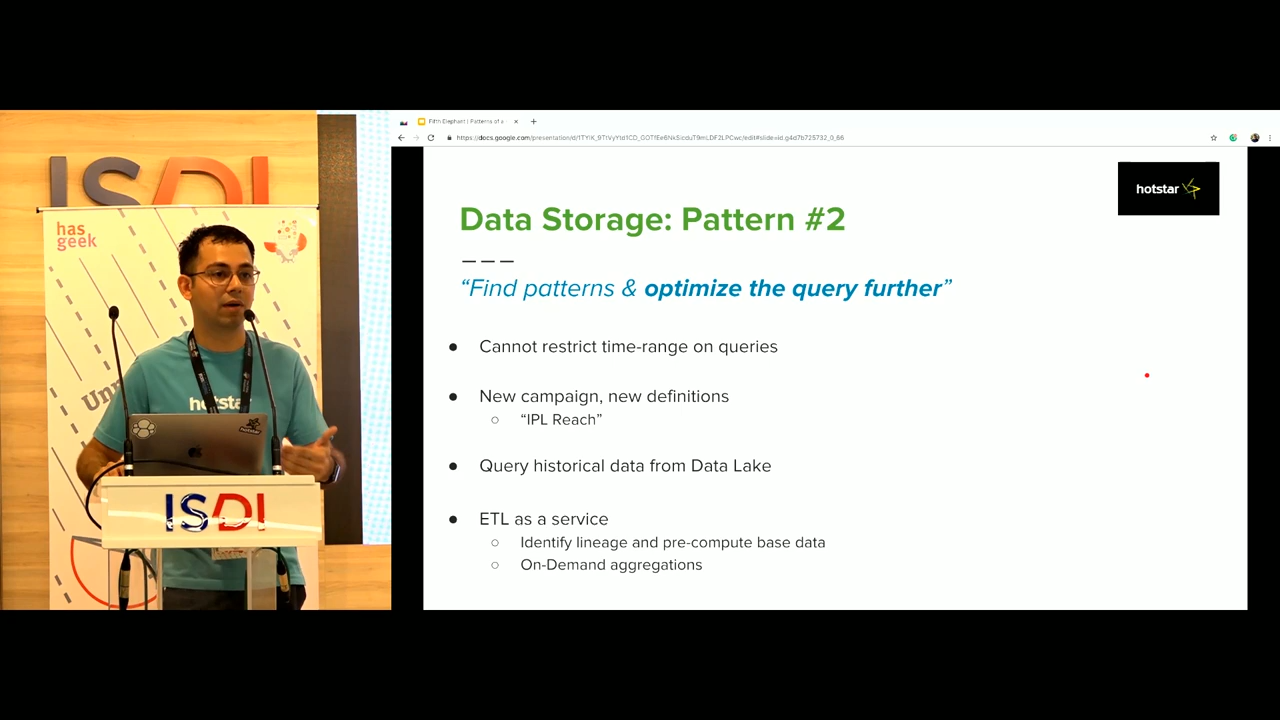 ISDI
has
geek
Un
hotstar
ISDI
Fifth Elephant | Patterns of a
hotstar
Data Storage: Pattern #2
“Find patterns & optimize the query further”
● Cannot restrict time-range on queries
● New campaign, new definitions
○ “IPL Reach”
● Query historical data from Data Lake
● ETL as a service
○ Identify lineage and pre-compute base data
○ On-Demand aggregations